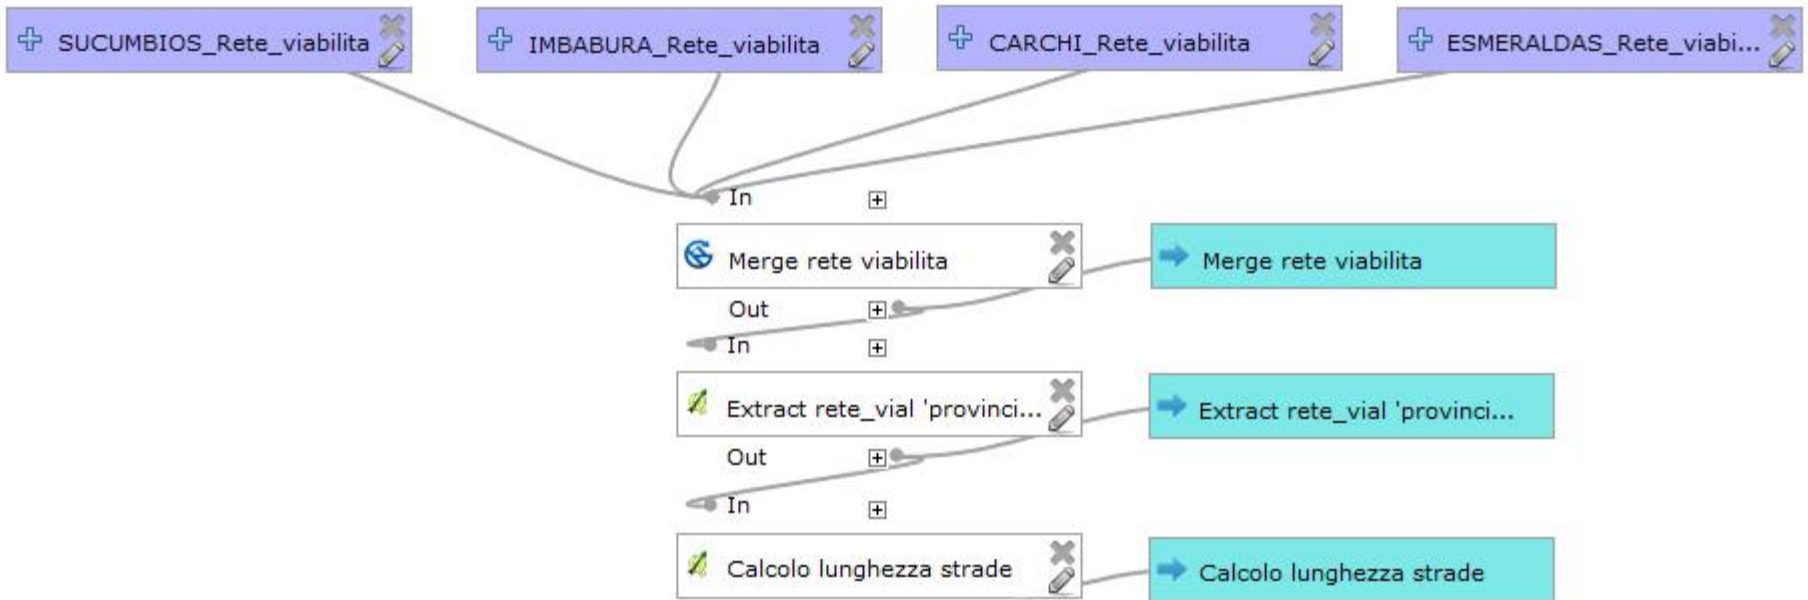 SUCUMBIOS_Rete_viabilita
IMBABURA_Rete_viabilita
CARCHI_Rete_viabilita
ESMERALDAS_Rete_viabi...
In
Merge rete viabilita
Merge rete viabilita
Out
In
Extract rete_vial 'provinci...
Extract rete_vial 'provinci...
Out
In
Calcolo lunghezza strade
Calcolo lunghezza strade